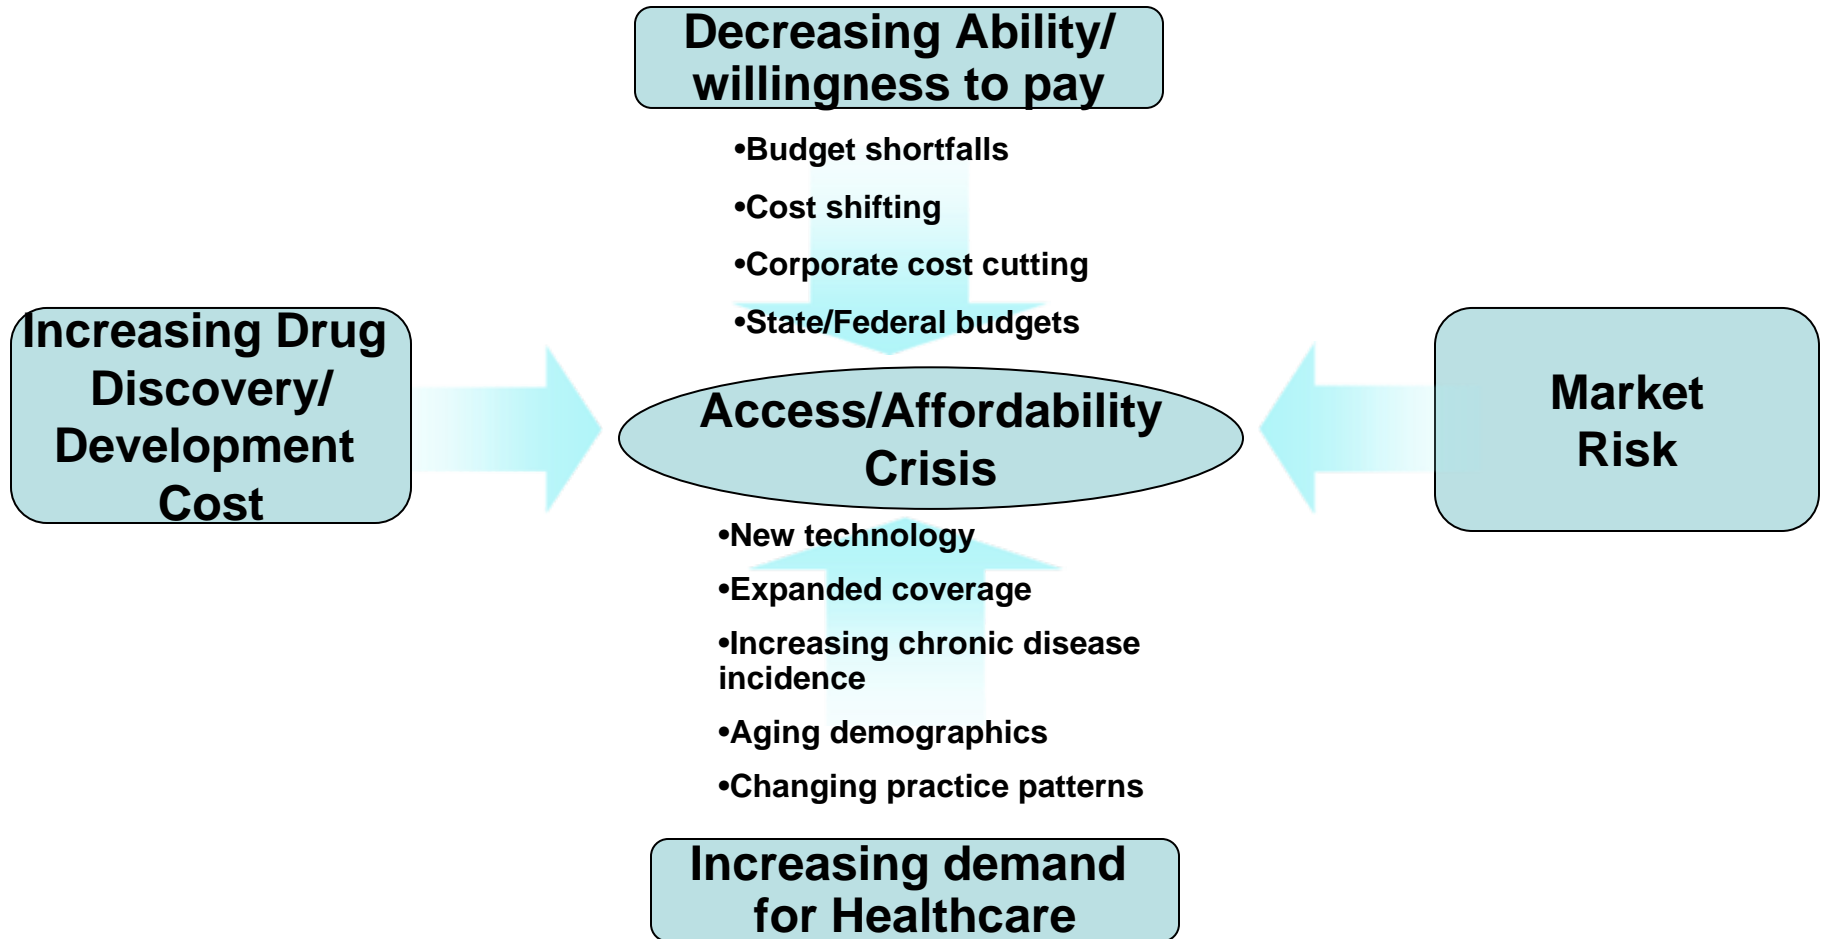 Decreasing Ability/
willingness to pay
•Budget shortfalls
•Cost shifting
•Corporate cost cutting
•State/Federal budgets
Increasing Drug
Discovery/
Development
Cost
Access/Affordability
Crisis
Market
Risk
•New technology
•Expanded coverage
•Increasing chronic disease
incidence
•Aging demographics
•Changing practice patterns
Increasing demand
for Healthcare